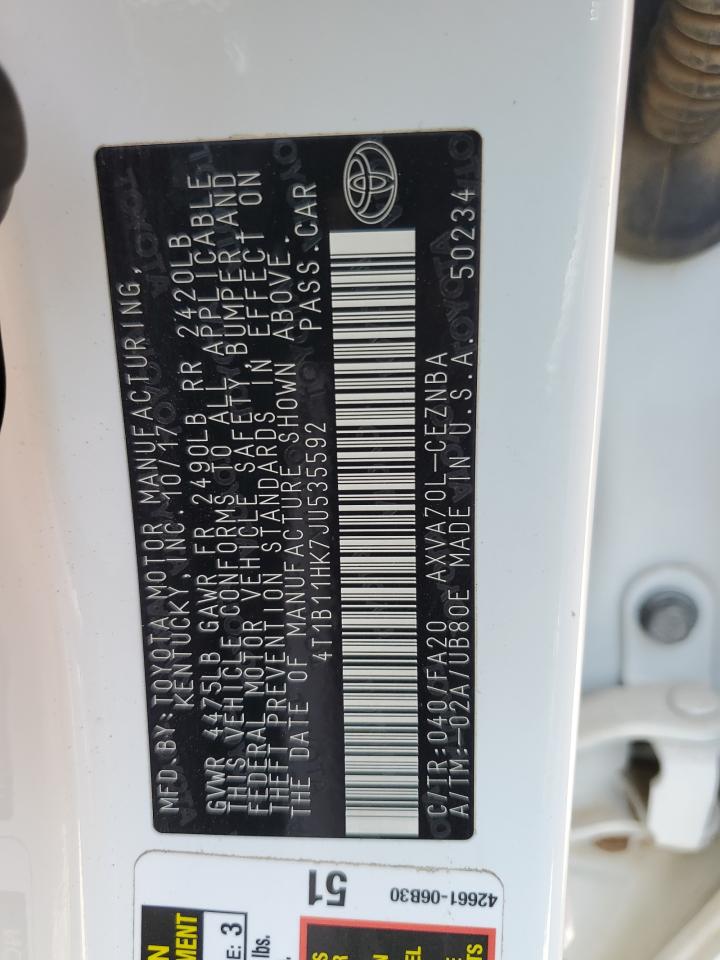 MFD.BY:TOYOTA MOTOR MANUFACTURING,
KENTUCKY,INC.10/17
GVWR 4475LB GAWR FR 2490LB RR 2420LB
THIS VEHICLE CONFORMS TO ALL APPLICABLE
FEDERAL MOTOR VEHICLE SAFETY,BUMPER,AND
THEFT PREVENTION STANDARDS IN EFFECT ON
THE DATE OF MANUFACTURE SHOWN ABOVE.
4T1B11HK7JU535592 PASS.CAR
C/TR:040/FA20 AXVA70L-CEZNBA
A/TM:-02A/UB80E MADE IN U.S.A. 50234
51
42661-06B30
E: 3
lbs.